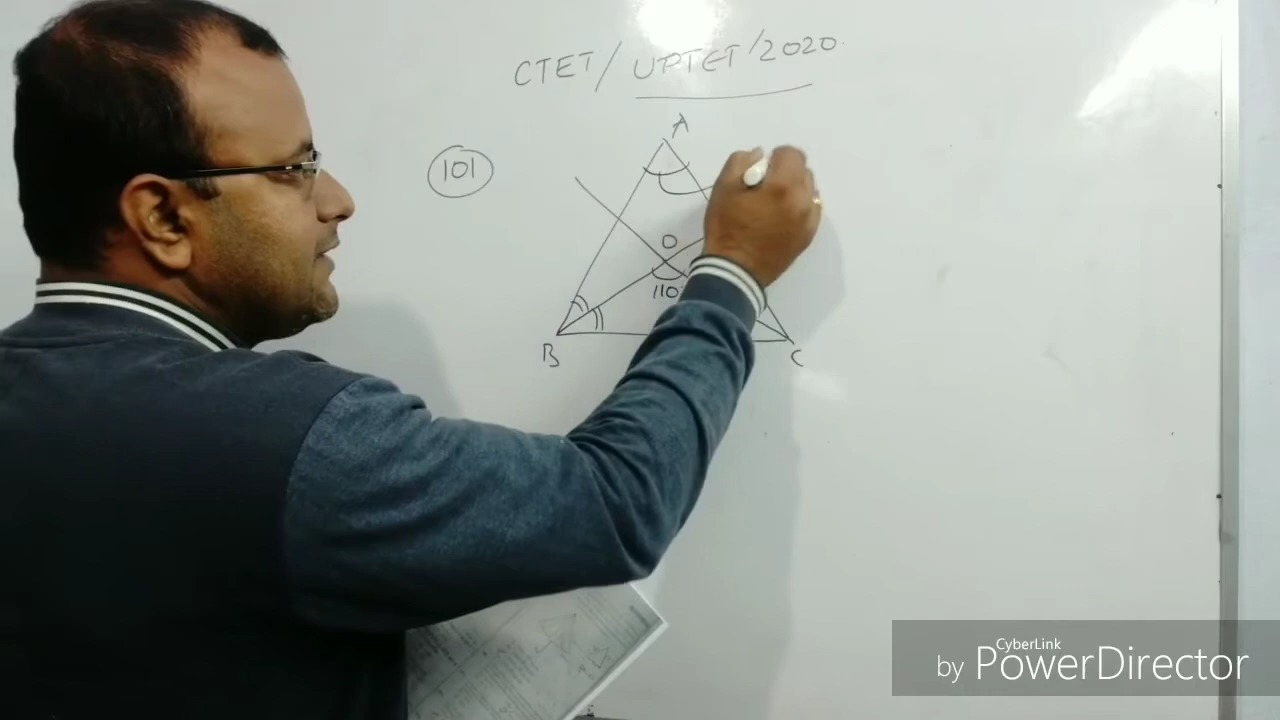 CTET/ UPTET/2020.
101
A
O
110
B
C
CyberLink
by PowerDirector